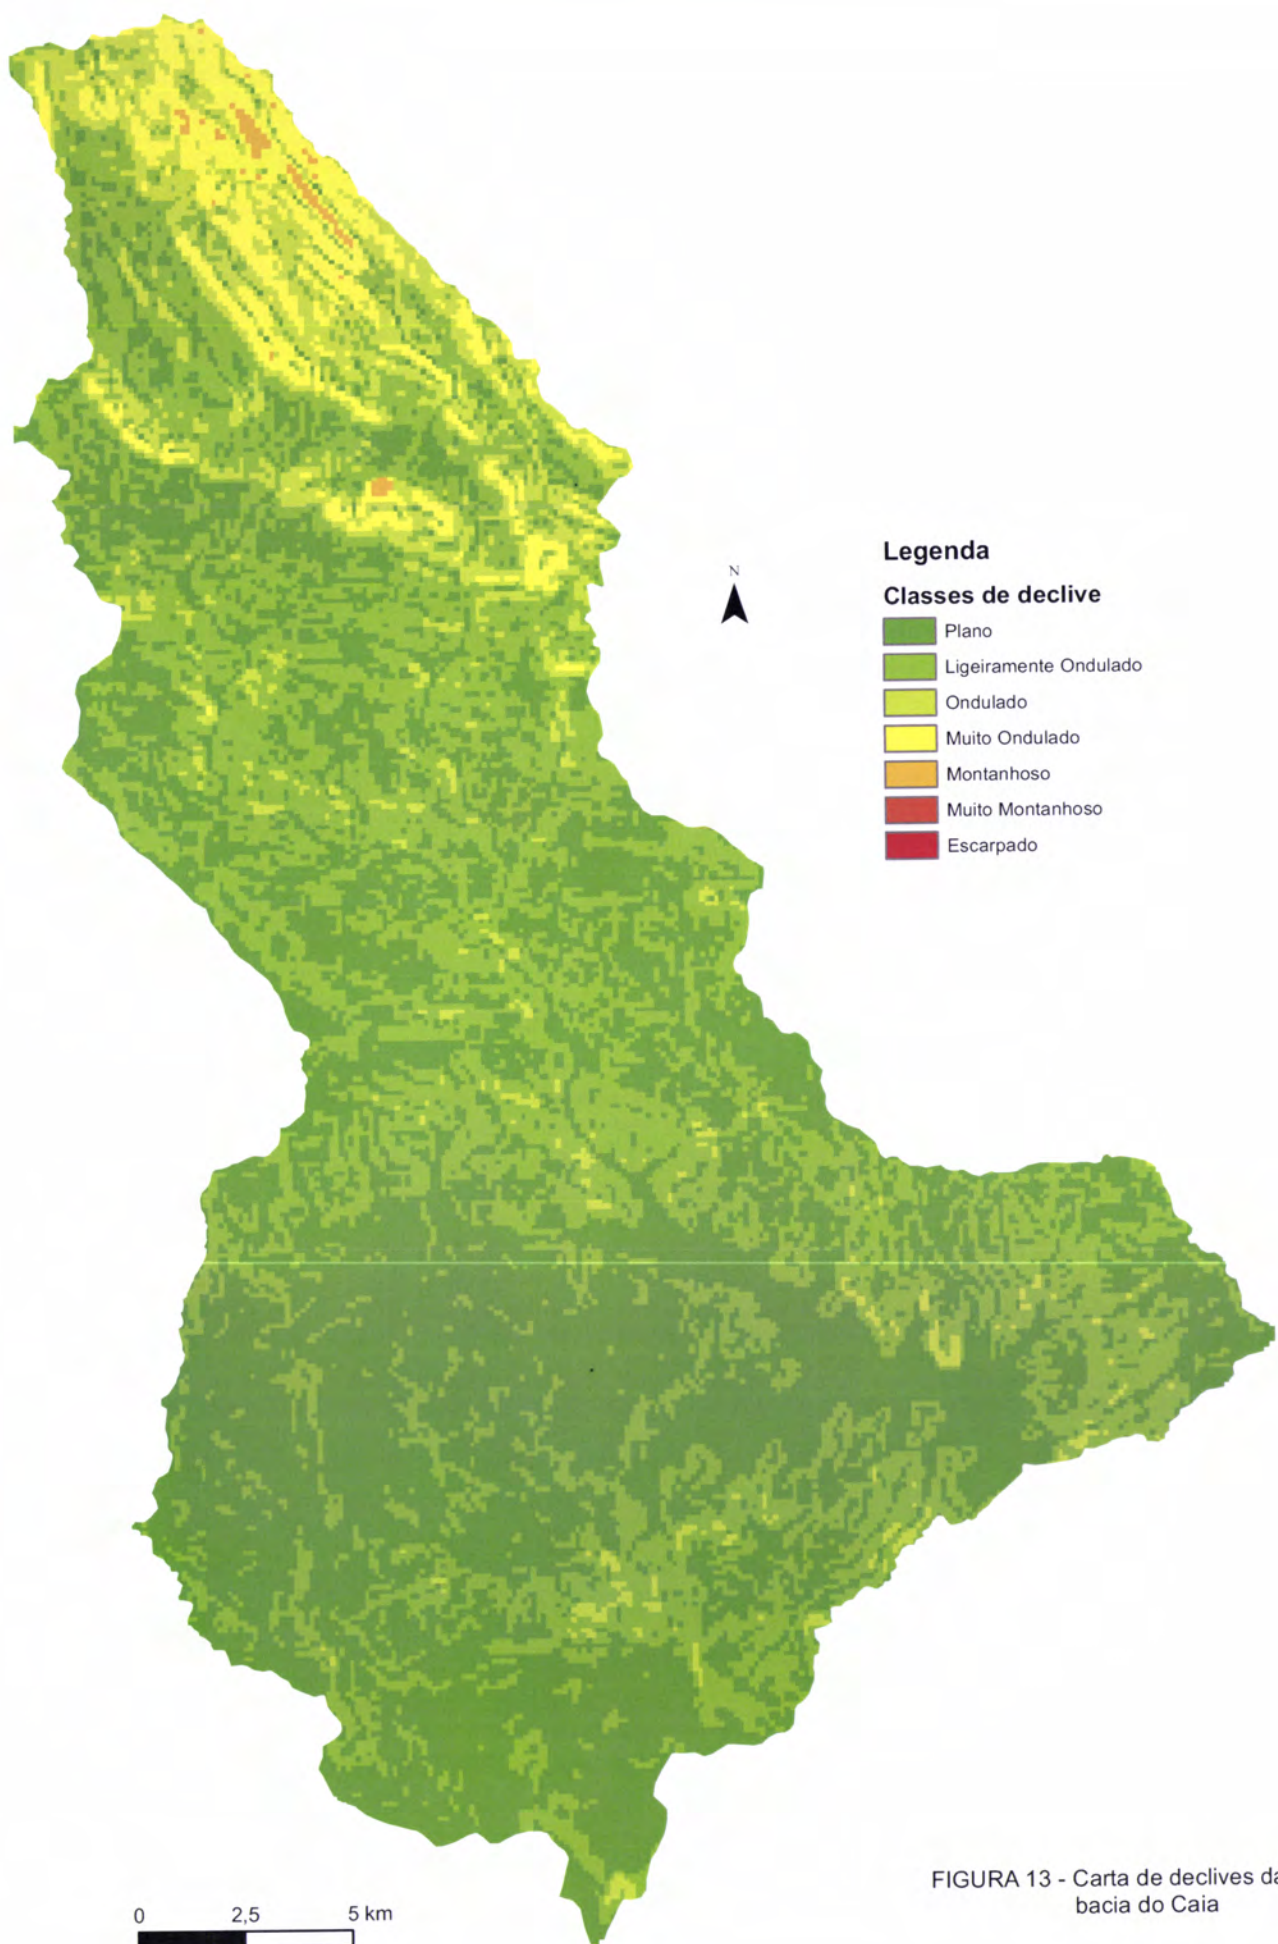 N
Legenda
Classes de declive
Plano
Ligeiramente Ondulado
Ondulado
Muito Ondulado
Montanhoso
Muito Montanhoso
Escarpado
FIGURA 13 - Carta de declives da
bacia do Caia
0 2,5 5 km